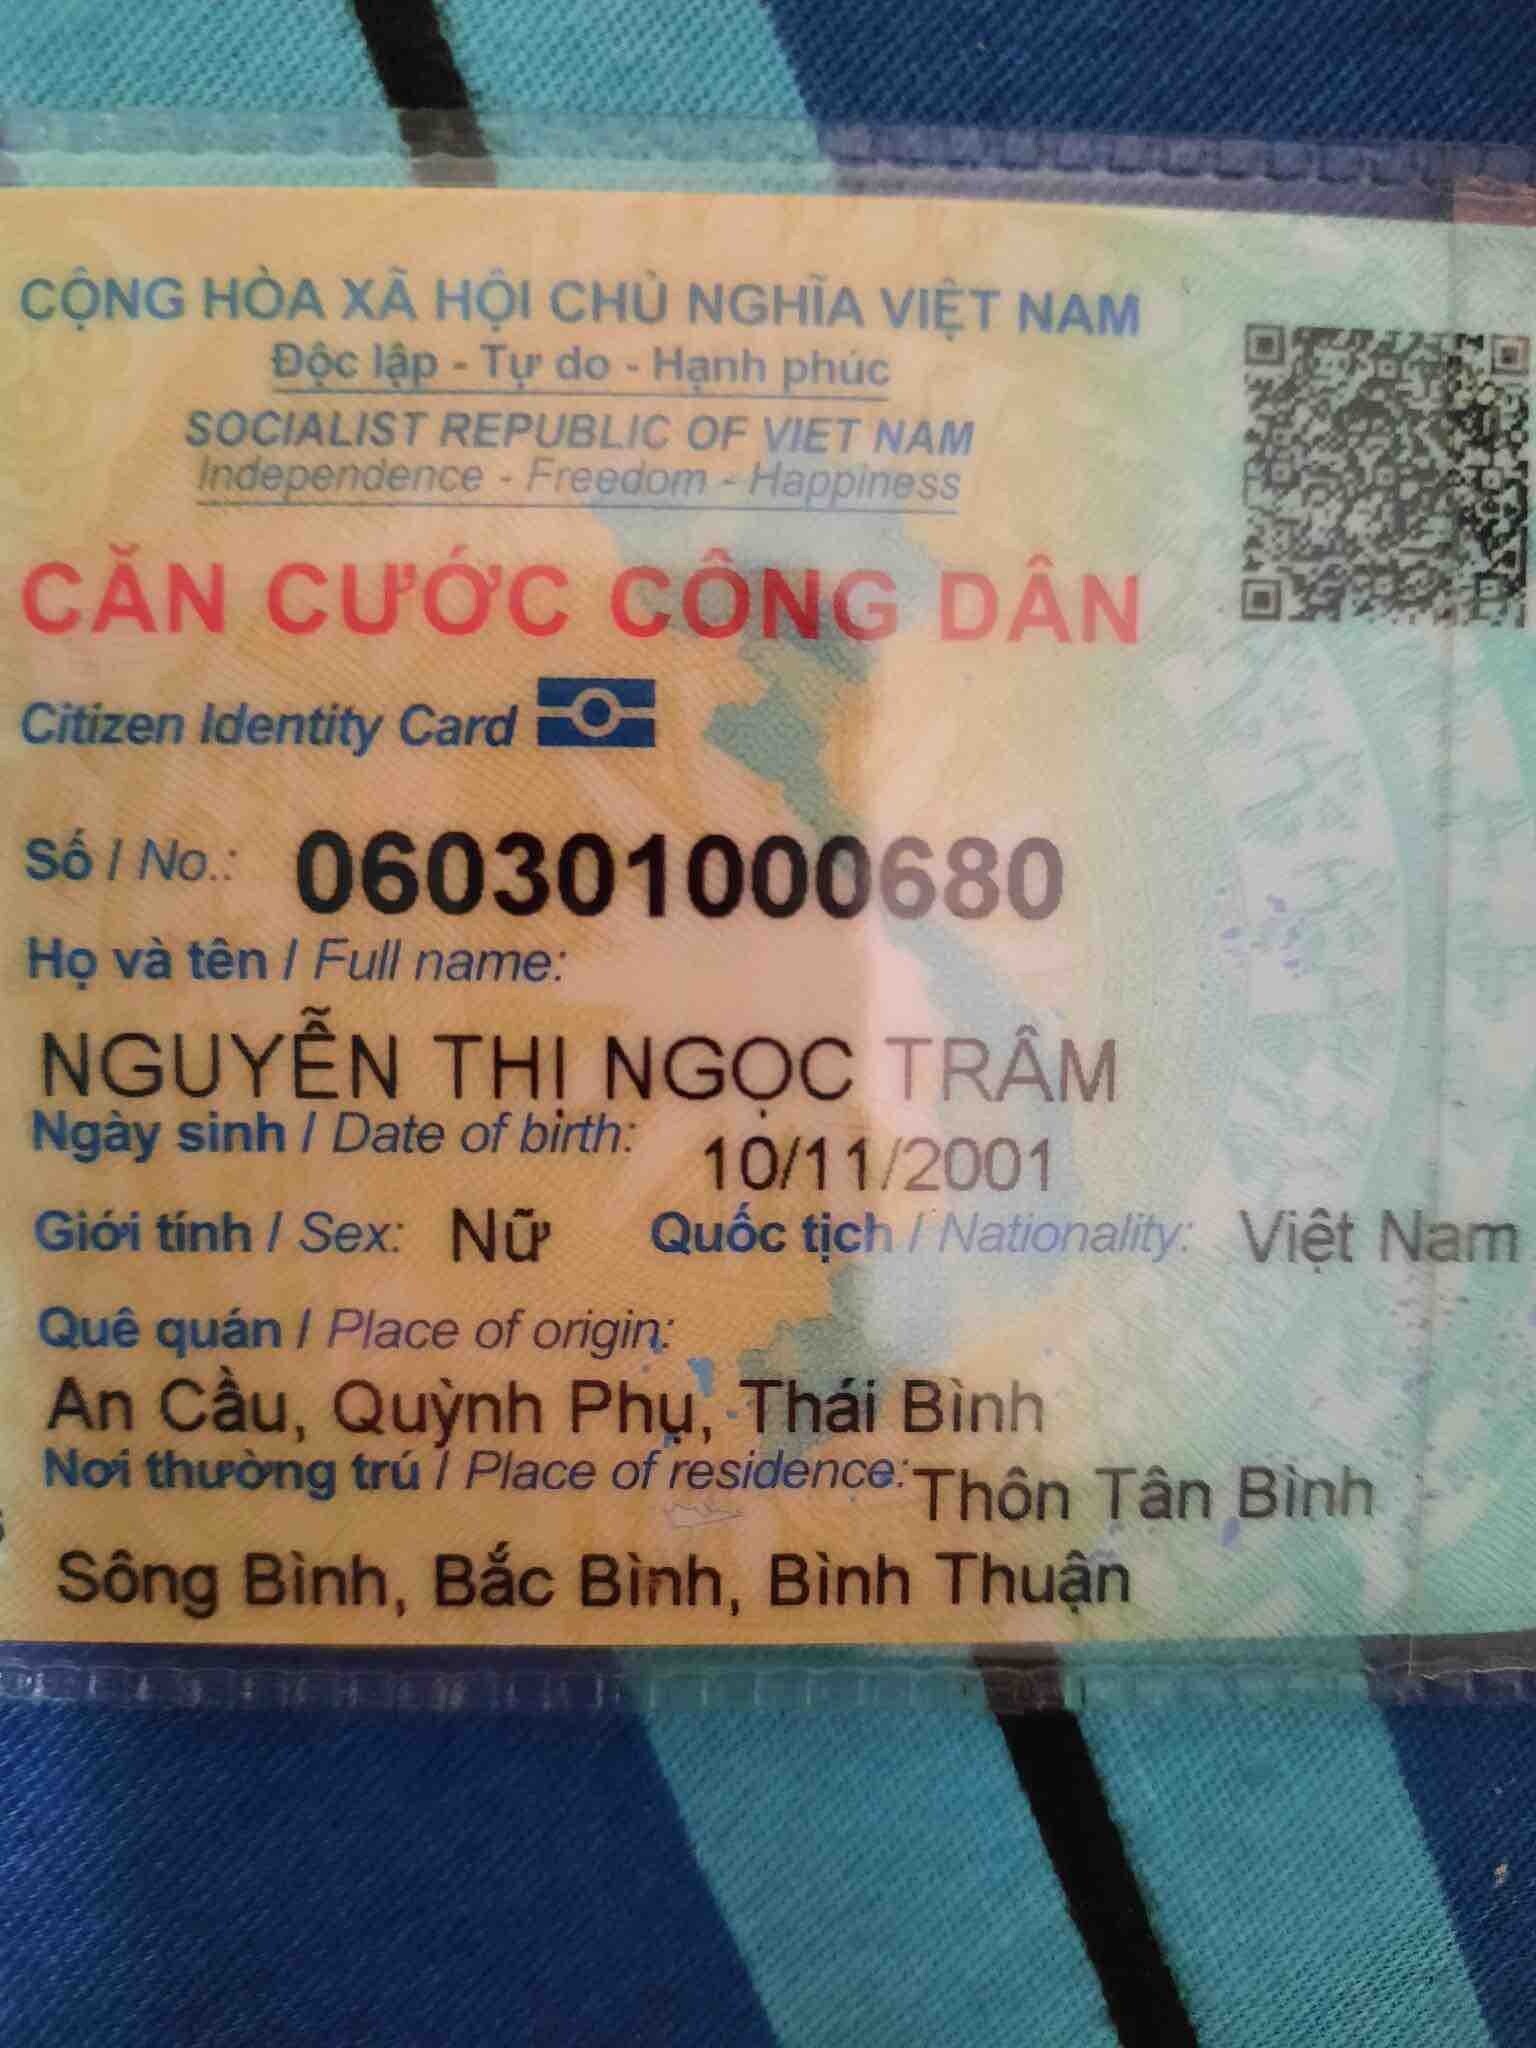 CỘNG HÒA XÃ HỘI CHỦ NGHĨA VIỆT NAM
Độc lập - Tự do - Hạnh phúc
SOCIALIST REPUBLIC OF VIET NAM
Independence - Freedom - Happiness
CĂN CƯỚC CÔNG DÂN
Citizen Identity Card
Số / No.: 060301000680
Họ và tên / Full name:
NGUYỄN THỊ NGỌC TRÂM
Ngày sinh / Date of birth: 10/11/2001
Giới tính / Sex: Nữ Quốc tịch / Nationality: Việt Nam
Quê quán / Place of origin:
An Cầu, Quỳnh Phụ, Thái Bình
Nơi thường trú / Place of residence: Thôn Tân Bình
Sông Bình, Bắc Bình, Bình Thuận